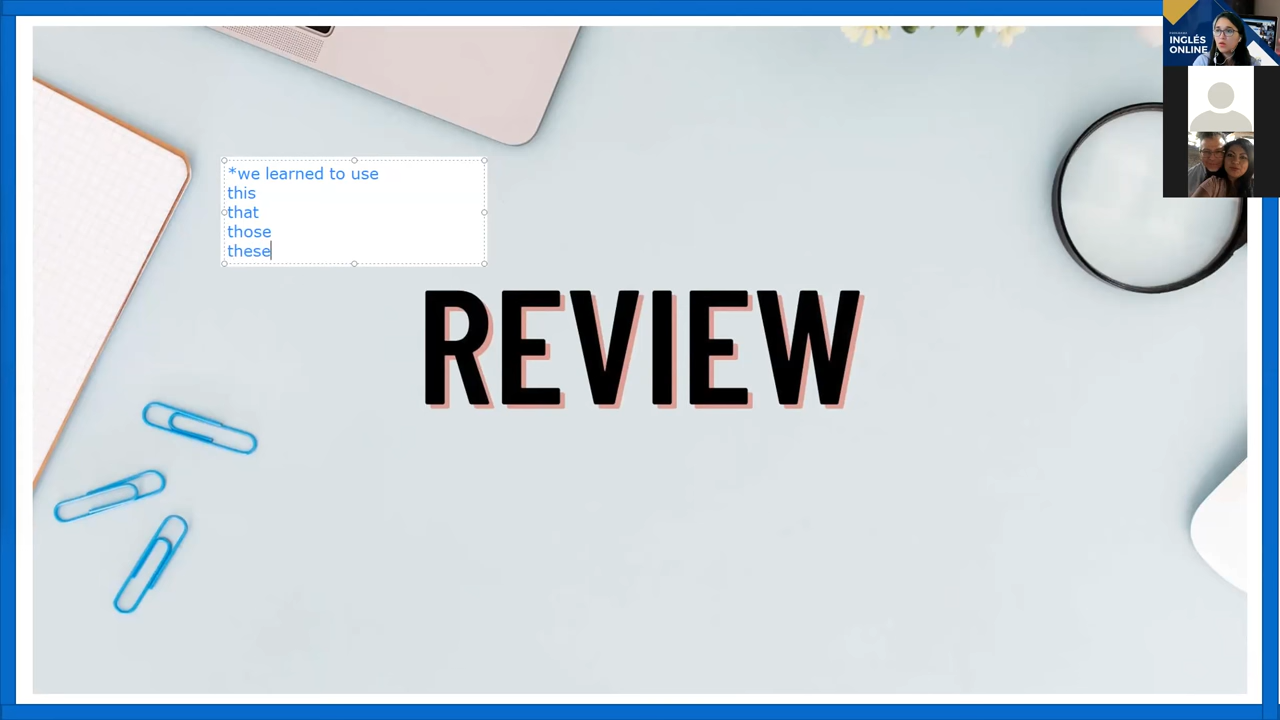 INGLÉS
ONLINE
*we learned to use
this
that
those
these
REVIEW